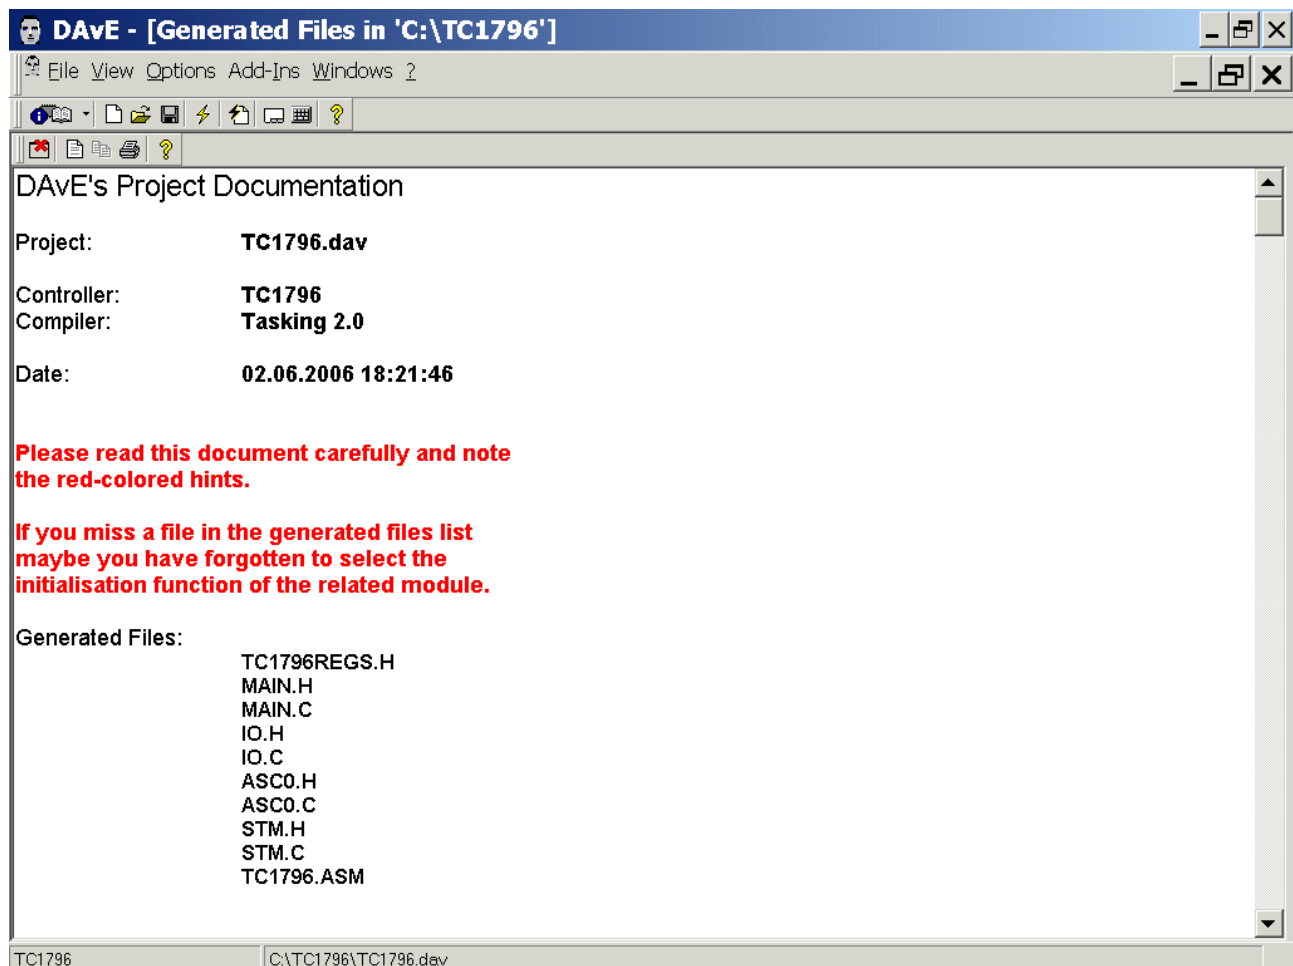 DAvE - [Generated Files in 'C:\TC1796']
File View Options Add-Ins Windows ?
DAvE's Project Documentation
Project: TC1796.dav
Controller: TC1796
Compiler: Tasking 2.0
Date: 02.06.2006 18:21:46
Please read this document carefully and note
the red-colored hints.
If you miss a file in the generated files list
maybe you have forgotten to select the
initialisation function of the related module.
Generated Files:
TC1796REGS.H
MAIN.H
MAIN.C
IO.H
IO.C
ASC0.H
ASC0.C
STM.H
STM.C
TC1796.ASM
TC1796 C:\TC1796\TC1796.dav